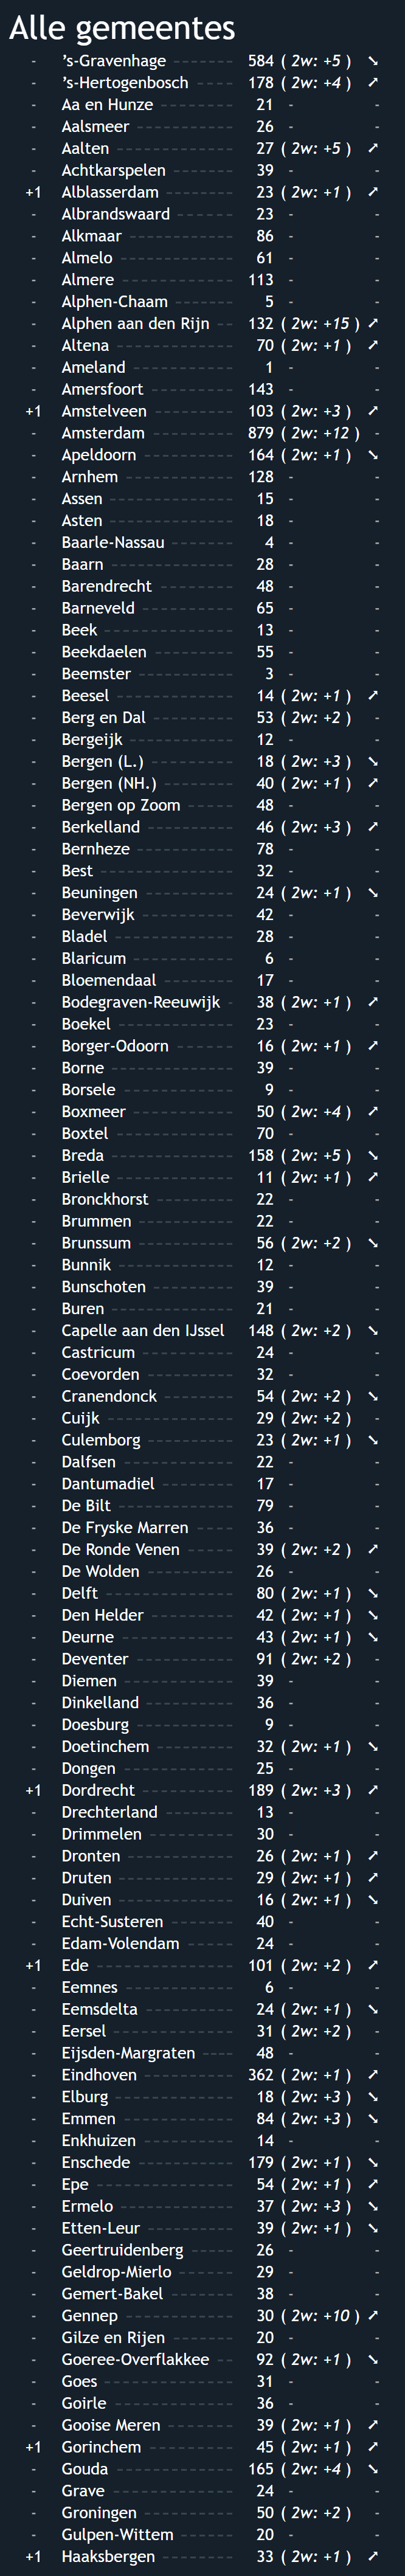 Alle gemeentes
- ’s-Gravenhage ------- 584 ( 2w: +5 ) ➘
- ’s-Hertogenbosch ----- 178 ( 2w: +4 ) ➚
- Aa en Hunze -------- 21 - -
- Aalsmeer ---------- 26 - -
- Aalten ------------ 27 ( 2w: +5 ) ➚
- Achtkarspelen ------- 39 - -
+1 Alblasserdam -------- 23 ( 2w: +1 ) ➚
- Albrandswaard ------- 23 - -
- Alkmaar ----------- 86 - -
- Almelo ------------ 61 - -
- Almere ------------ 113 - -
- Alphen-Chaam ------- 5 - -
- Alphen aan den Rijn -- 132 ( 2w: +15 ) ➚
- Altena ------------ 70 ( 2w: +1 ) ➚
- Ameland ----------- 1 - -
- Amersfoort --------- 143 - -
+1 Amstelveen --------- 103 ( 2w: +3 ) ➚
- Amsterdam --------- 879 ( 2w: +12 ) -
- Apeldoorn ---------- 164 ( 2w: +1 ) ➘
- Arnhem ------------ 128 - -
- Assen ------------- 15 - -
- Asten ------------- 18 - -
- Baarle-Nassau ------- 4 - -
- Baarn ------------- 28 - -
- Barendrecht -------- 48 - -
- Barneveld ---------- 65 - -
- Beek -------------- 13 - -
- Beekdaelen --------- 55 - -
- Beemster ---------- 3 - -
- Beesel ------------ 14 ( 2w: +1 ) ➚
- Berg en Dal --------- 53 ( 2w: +2 ) -
- Bergeijk ----------- 12 - -
- Bergen (L.) --------- 18 ( 2w: +3 ) ➘
- Bergen (NH.) -------- 40 ( 2w: +1 ) ➚
- Bergen op Zoom ----- 48 - -
- Berkelland ---------- 46 ( 2w: +3 ) ➚
- Bernheze ---------- 78 - -
- Best -------------- 32 - -
- Beuningen ---------- 24 ( 2w: +1 ) ➘
- Beverwijk ---------- 42 - -
- Bladel ------------- 28 - -
- Blaricum ----------- 6 - -
- Bloemendaal -------- 17 - -
- Bodegraven-Reeuwijk - 38 ( 2w: +1 ) ➚
- Boekel ------------ 23 - -
- Borger-Odoorn ------- 16 ( 2w: +1 ) ➚
- Borne ------------- 39 - -
- Borsele ------------ 9 - -
- Boxmeer ----------- 50 ( 2w: +4 ) ➚
- Boxtel ------------- 70 - -
- Breda ------------- 158 ( 2w: +5 ) ➘
- Brielle ------------ 11 ( 2w: +1 ) ➚
- Bronckhorst --------- 22 - -
- Brummen ---------- 22 - -
- Brunssum ---------- 56 ( 2w: +2 ) ➘
- Bunnik ------------ 12 - -
- Bunschoten --------- 39 - -
- Buren ------------- 21 - -
- Capelle aan den IJssel 148 ( 2w: +2 ) ➘
- Castricum ---------- 24 - -
- Coevorden ---------- 32 - -
- Cranendonck -------- 54 ( 2w: +2 ) ➘
- Cuijk ------------- 29 ( 2w: +2 ) -
- Culemborg ---------- 23 ( 2w: +1 ) ➘
- Dalfsen ------------ 22 - -
- Dantumadiel -------- 17 - -
- De Bilt ------------ 79 - -
- De Fryske Marren ---- 36 - -
- De Ronde Venen ----- 39 ( 2w: +2 ) ➚
- De Wolden ---------- 26 - -
- Delft ------------- 80 ( 2w: +1 ) ➘
- Den Helder --------- 42 ( 2w: +1 ) ➘
- Deurne ------------ 43 ( 2w: +1 ) ➘
- Deventer ----------- 91 ( 2w: +2 ) -
- Diemen ------------ 39 - -
- Dinkelland --------- 36 - -
- Doesburg ---------- 9 - -
- Doetinchem --------- 32 ( 2w: +1 ) ➘
- Dongen ------------ 25 - -
+1 Dordrecht ---------- 189 ( 2w: +3 ) ➚
- Drechterland -------- 13 - -
- Drimmelen --------- 30 - -
- Dronten ----------- 26 ( 2w: +1 ) ➚
- Druten ------------ 29 ( 2w: +1 ) ➚
- Duiven ------------ 16 ( 2w: +1 ) ➘
- Echt-Susteren ------- 40 - -
- Edam-Volendam ----- 24 - -
+1 Ede --------------- 101 ( 2w: +2 ) ➚
- Eemnes ------------ 6 - -
- Eemsdelta ---------- 24 ( 2w: +1 ) ➘
- Eersel ------------- 31 ( 2w: +2 ) -
- Eijsden-Margraten ---- 48 - -
- Eindhoven ---------- 362 ( 2w: +1 ) ➚
- Elburg ------------ 18 ( 2w: +3 ) ➘
- Emmen ------------ 84 ( 2w: +3 ) ➘
- Enkhuizen ---------- 14 - -
- Enschede ---------- 179 ( 2w: +1 ) ➘
- Epe --------------- 54 ( 2w: +1 ) ➚
- Ermelo ------------ 37 ( 2w: +3 ) ➘
- Etten-Leur ---------- 39 ( 2w: +1 ) ➘
- Geertruidenberg ----- 26 - -
- Geldrop-Mierlo ------- 29 - -
- Gemert-Bakel -------- 38 - -
- Gennep ------------ 30 ( 2w: +10 ) ➚
- Gilze en Rijen ------- 20 - -
- Goeree-Overflakkee -- 92 ( 2w: +1 ) ➘
- Goes -------------- 31 - -
- Goirle ------------- 36 - -
- Gooise Meren -------- 39 ( 2w: +1 ) ➚
+1 Gorinchem ---------- 45 ( 2w: +1 ) ➚
- Gouda ------------- 165 ( 2w: +4 ) ➘
- Grave ------------- 24 - -
- Groningen ---------- 50 ( 2w: +2 ) -
- Gulpen-Wittem ------ 20 - -
+1 Haaksbergen -------- 33 ( 2w: +1 ) ➚